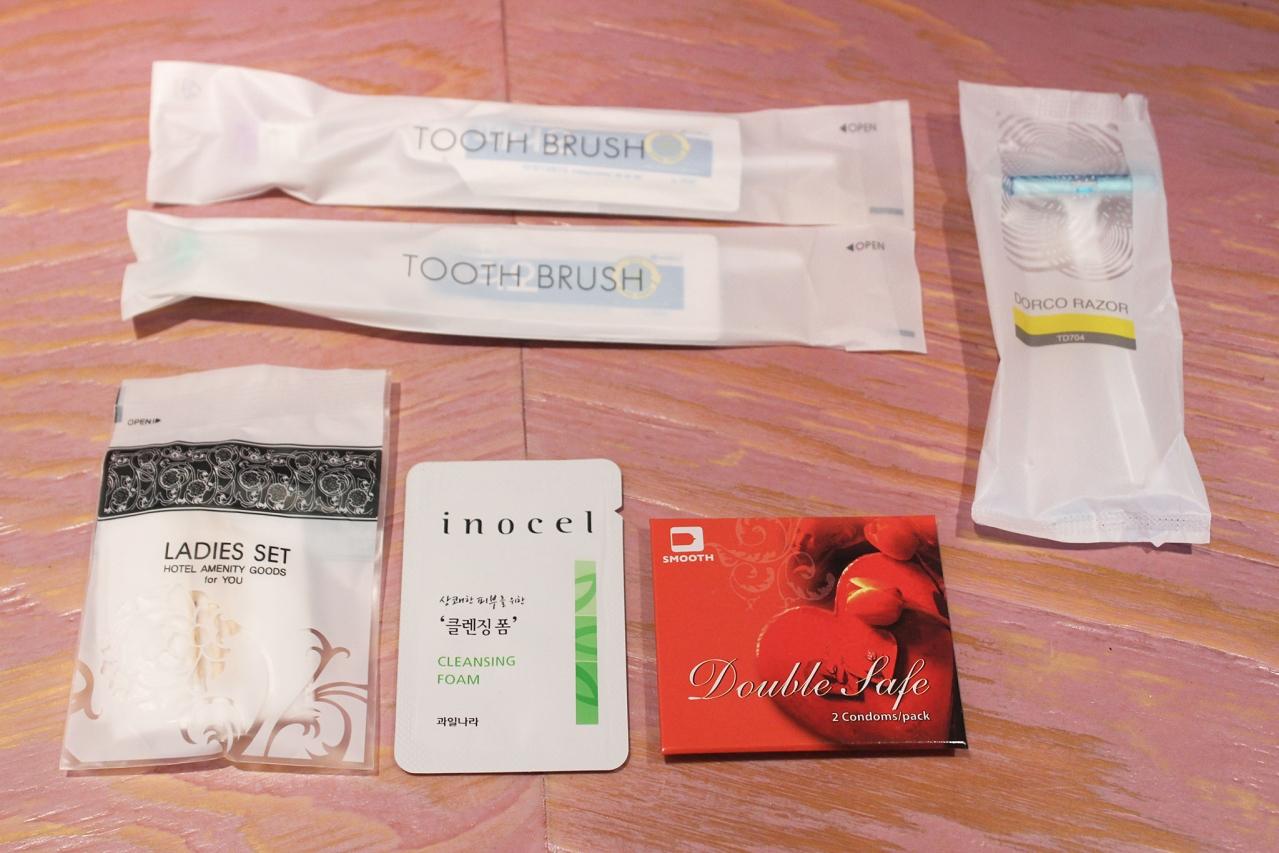 TOOTH BRUSH
◀OPEN
TOOTH BRUSH
◀OPEN
DORCO RAZOR
TD704
OPEN ▶
LADIES SET
HOTEL AMENITY GOODS
for YOU
inocel
상쾌한 피부를 위한
‘클렌징 폼’
CLEANSING
FOAM
과일나라
SMOOTH
Double Safe
2 Condoms/pack